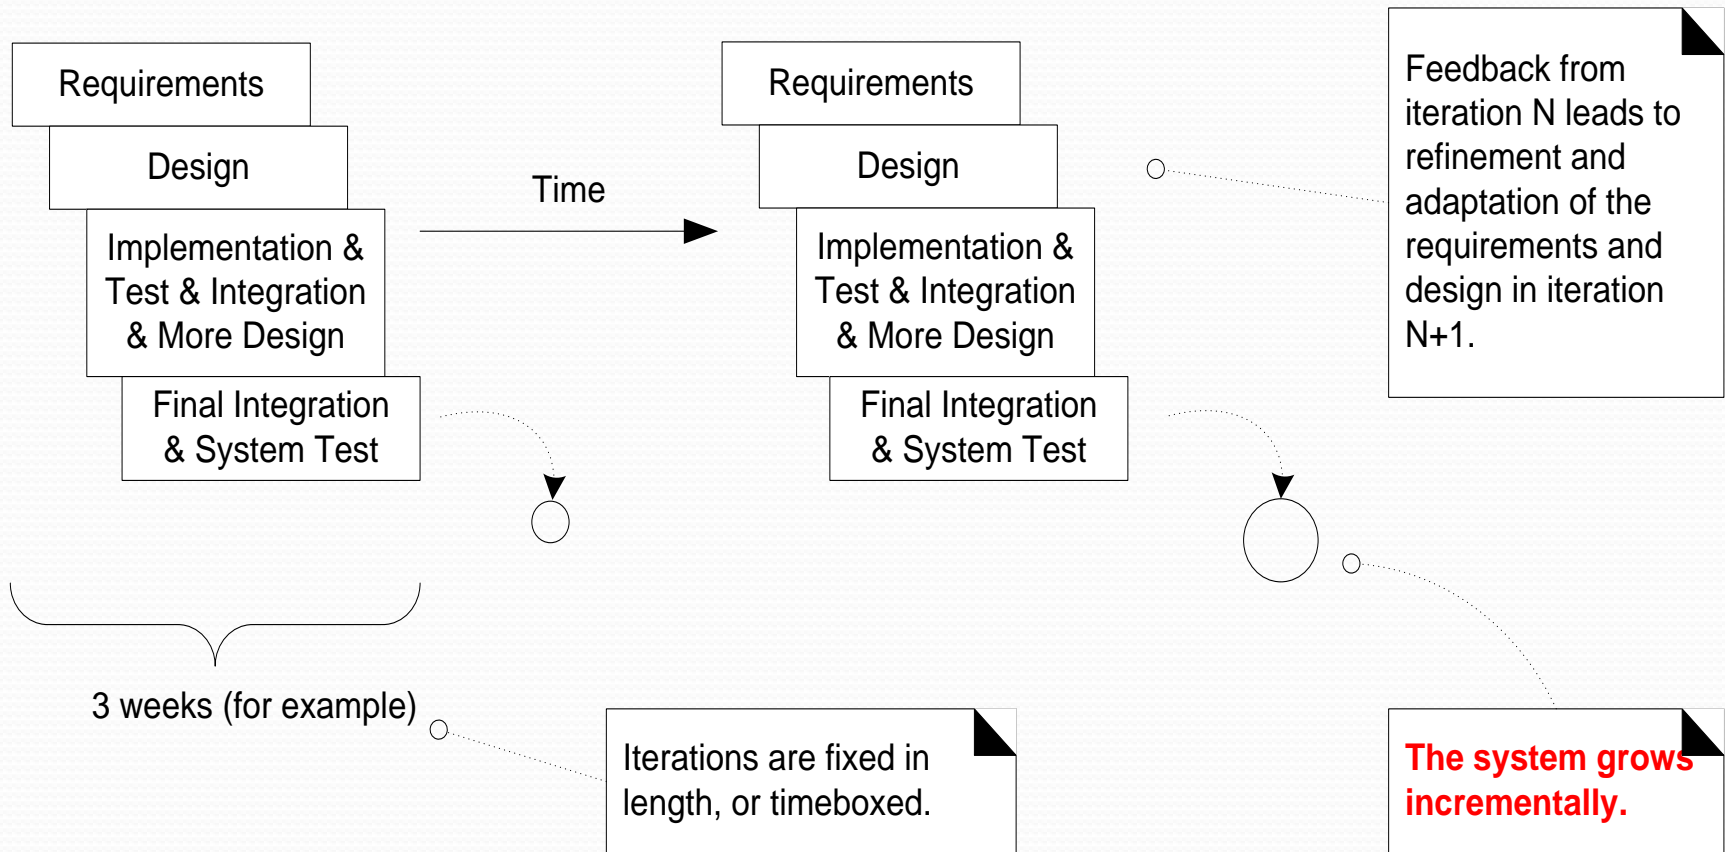 Requirements
Design
Implementation &
Test & Integration
& More Design
Final Integration
& System Test
Time
Requirements
Design
Implementation &
Test & Integration
& More Design
Final Integration
& System Test
Feedback from
iteration N leads to
refinement and
adaptation of the
requirements and
design in iteration
N+1.
3 weeks (for example)
Iterations are fixed in
length, or timeboxed.
The system grows
incrementally.